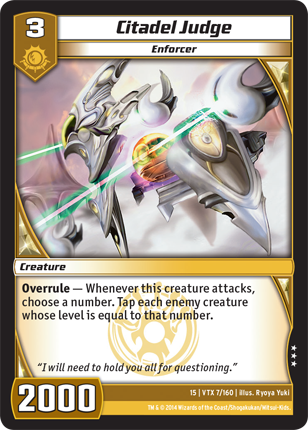 3
Citadel Judge
Enforcer
Creature
Overrule — Whenever this creature attacks,
choose a number. Tap each enemy creature
whose level is equal to that number.
“I will need to hold you all for questioning.”
2000
15 | VTX 7/160 | illus. Ryoya Yuki
TM & © 2014 Wizards of the Coast/Shogakukan/Mitsui-Kids.